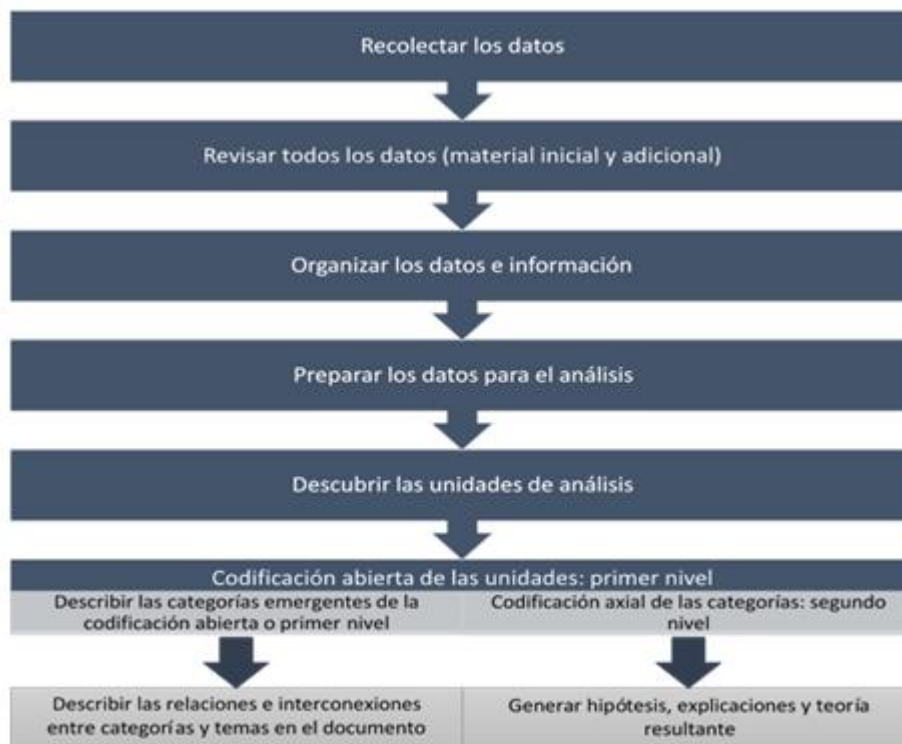 Recolectar los datos
Revisar todos los datos (material inicial y adicional)
Organizar los datos e información
Preparar los datos para el análisis
Descubrir las unidades de análisis
Codificación abierta de las unidades: primer nivel
Describir las categorías emergentes de la
codificación abierta o primer nivel
Codificación axial de las categorías: segundo
nivel
Describir las relaciones e interconexiones
entre categorías y temas en el documento
Generar hipótesis, explicaciones y teoría
resultante